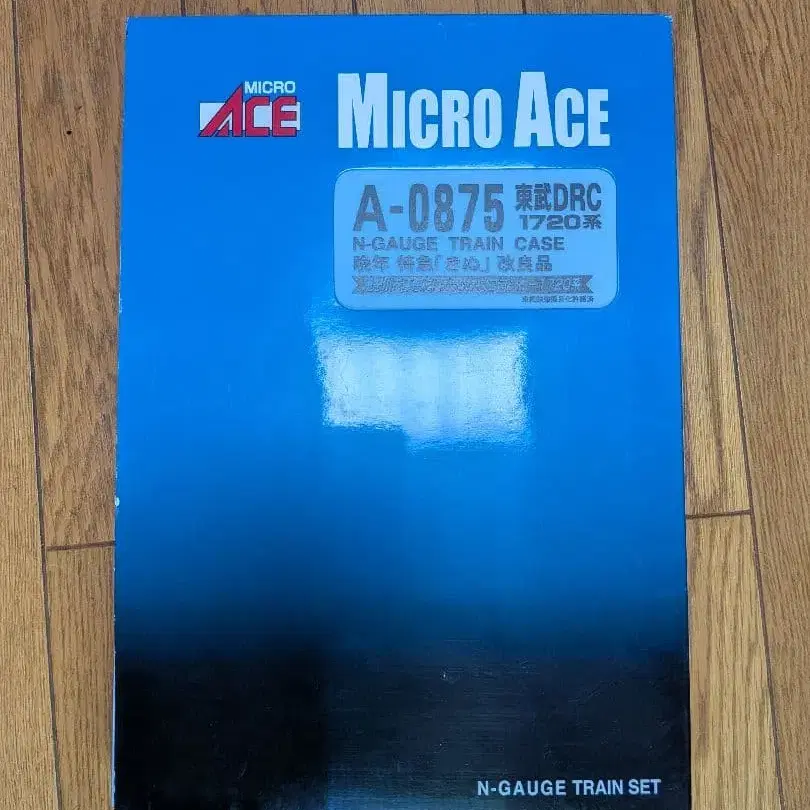 MICRO
ACE
MICRO ACE
A-0875 東武DRC
1720系
N-GAUGE TRAIN CASE
晩年 特急「きぬ」 改良品
N-GAUGE TRAIN SET